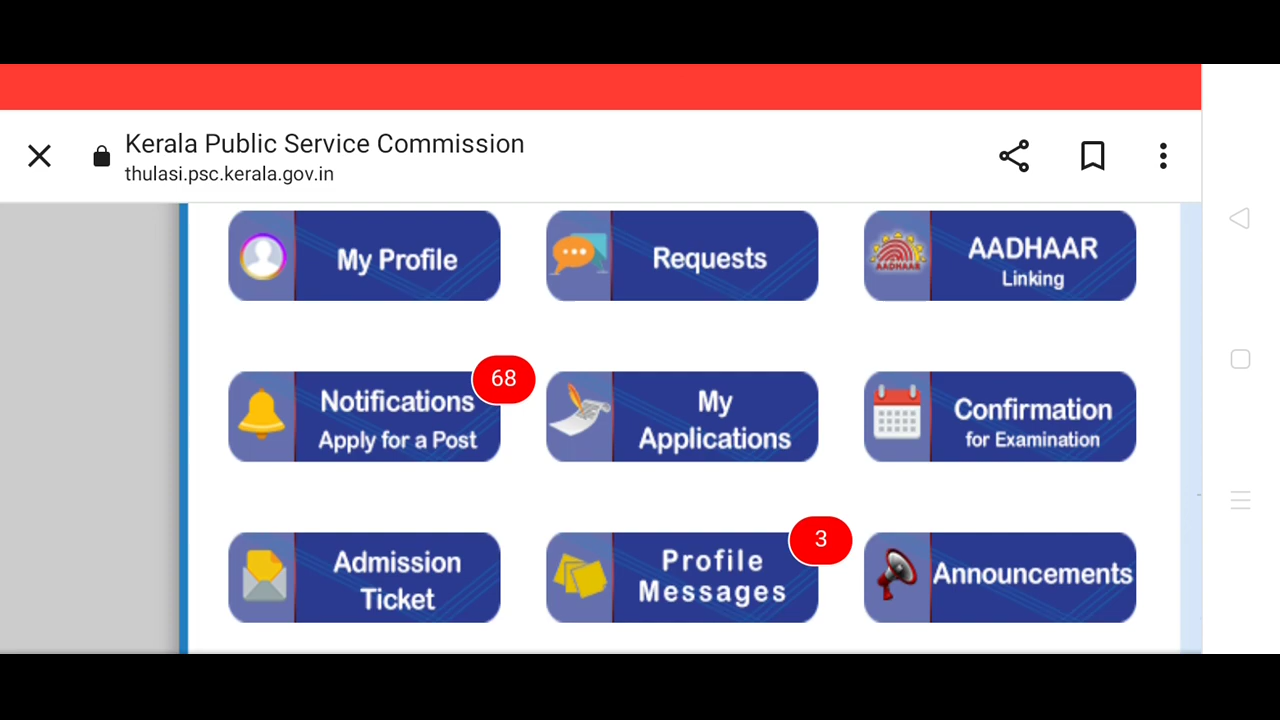 Kerala Public Service Commission
thulasi.psc.kerala.gov.in
My Profile
Requests
AADHAAR
AADHAAR
Linking
68
Notifications
Apply for a Post
My
Applications
Confirmation
for Examination
Admission
Ticket
3
Profile
Messages
Announcements